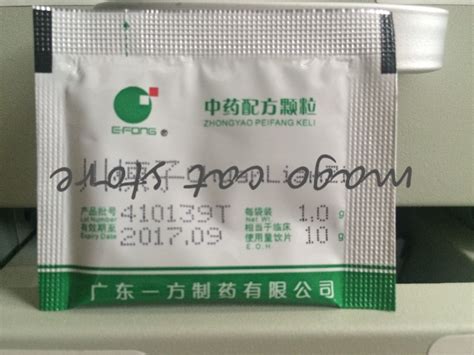 中药配方颗粒
ZHONGYAO PEIFANG KELI
E-FONG ®
mago cat store
产品批号
Lot Number
410139T
有效期至
Expiry Date
2017.09
每袋装
Net Wt.
1.0 g
相当于临床
使用量饮片
10 g
E.O.H
广东一方制药有限公司